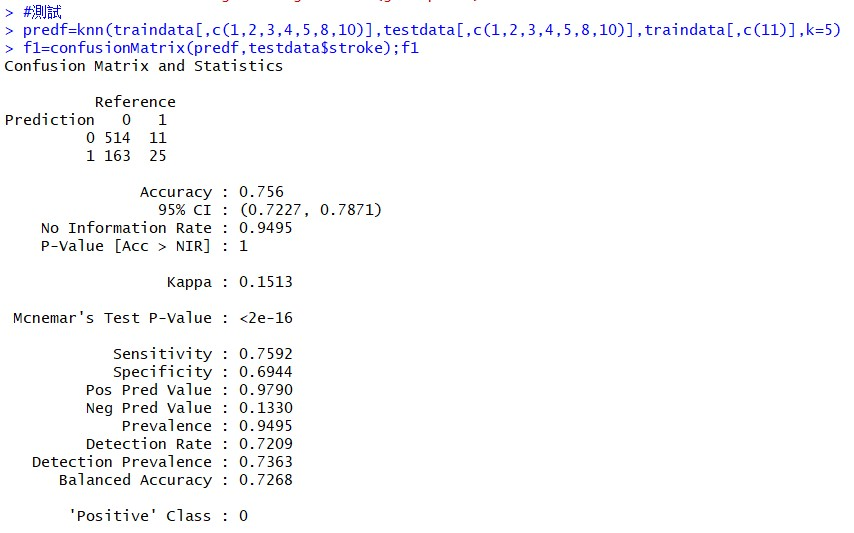 > #測試
> predf=knn(traindata[,c(1,2,3,4,5,8,10)],testdata[,c(1,2,3,4,5,8,10)],traindata[,c(11)],k=5)
> f1=confusionMatrix(predf,testdata$stroke);f1
Confusion Matrix and Statistics
Reference
Prediction 0 1
0 514 11
1 163 25
Accuracy : 0.756
95% CI : (0.7227, 0.7871)
No Information Rate : 0.9495
P-Value [Acc > NIR] : 1
Kappa : 0.1513
Mcnemar's Test P-Value : <2e-16
Sensitivity : 0.7592
Specificity : 0.6944
Pos Pred Value : 0.9790
Neg Pred Value : 0.1330
Prevalence : 0.9495
Detection Rate : 0.7209
Detection Prevalence : 0.7363
Balanced Accuracy : 0.7268
'Positive' Class : 0